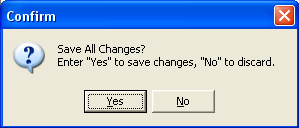 Confirm
Save All Changes?
Enter "Yes" to save changes, "No" to discard.
Yes
No